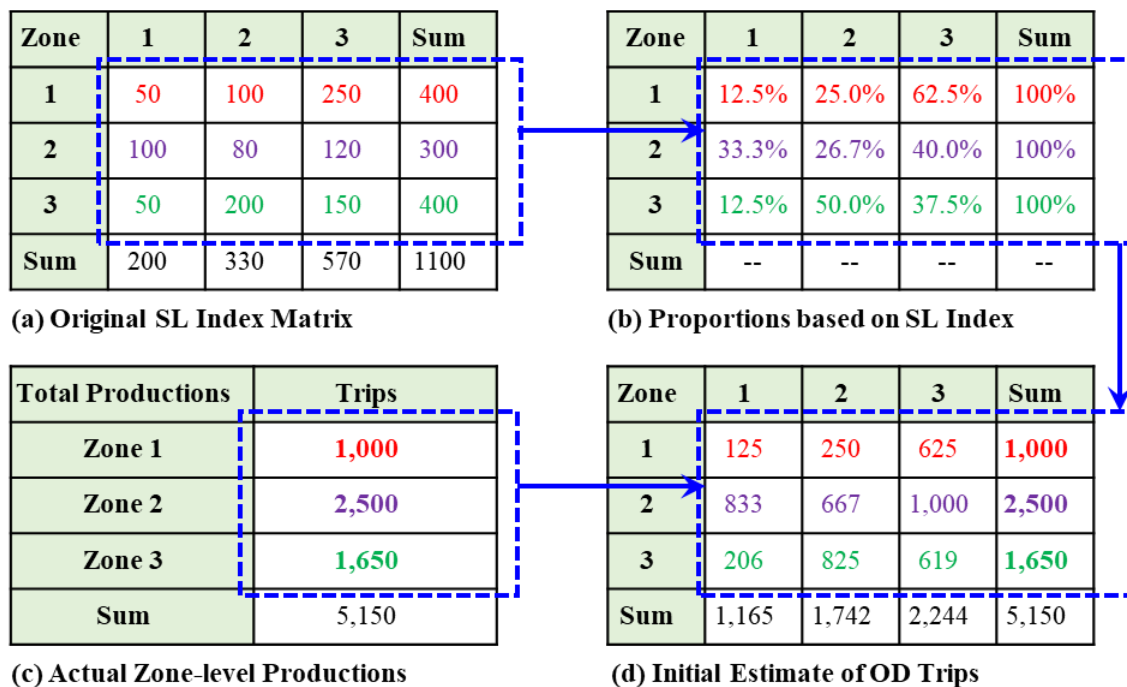 Zone 1 2 3 Sum
1 50 100 250 400
2 100 80 120 300
3 50 200 150 400
Sum 200 330 570 1100
(a) Original SL Index Matrix
Zone 1 2 3 Sum
1 12.5% 25.0% 62.5% 100%
2 33.3% 26.7% 40.0% 100%
3 12.5% 50.0% 37.5% 100%
Sum -- -- -- --
(b) Proportions based on SL Index
Total Productions Trips
Zone 1 1,000
Zone 2 2,500
Zone 3 1,650
Sum 5,150
(c) Actual Zone-level Productions
Zone 1 2 3 Sum
1 125 250 625 1,000
2 833 667 1,000 2,500
3 206 825 619 1,650
Sum 1,165 1,742 2,244 5,150
(d) Initial Estimate of OD Trips